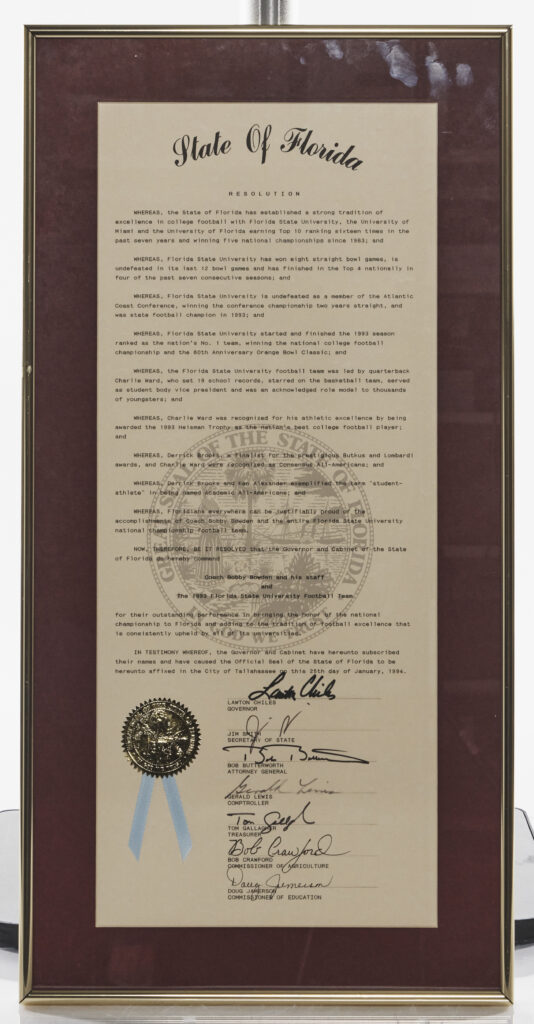 State Of Florida
RESOLUTION
WHEREAS, the State of Florida has established a strong tradition of
excellence in college football with Florida State University, the University of
Miami and the University of Florida earning Top 10 ranking sixteen times in the
past seven years and winning five national championships since 1983; and
WHEREAS, Florida State University has won eight straight bowl games, is
undefeated in its last 12 bowl games and has finished in the Top 4 nationally in
four of the past seven consecutive seasons; and
WHEREAS, Florida State University is undefeated as a member of the Atlantic
Coast Conference, winning the conference championship two years straight, and
was state football champion in 1993; and
WHEREAS, Florida State University started and finished the 1993 season
ranked as the nation's No. 1 team, winning the national college football
championship and the 60th Anniversary Orange Bowl Classic; and
WHEREAS, the Florida State University football team was led by quarterback
Charlie Ward, who set 19 school records, starred on the basketball team, served
as student body vice president and was an acknowledged role model to thousands
of youngsters; and
WHEREAS, Charlie Ward was recognized for his athletic excellence by being
awarded the 1993 Heisman Trophy as the nation's best college football player;
and
WHEREAS, Derrick Brooks, a finalist for the prestigious Butkus and Lombardi
awards, and Charlie Ward were recognized as Consensus All-Americans; and
WHEREAS, Derrick Brooks and Ken Alexander exemplified the term "student-
athlete" in being named Academic All-Americans; and
WHEREAS, Floridians everywhere can be justifiably proud of the
accomplishments of Coach Bobby Bowden and the entire Florida State University
national championship football team,
NOW, THEREFORE, BE IT RESOLVED that the Governor and Cabinet of the State
of Florida do hereby commend
Coach Bobby Bowden and his staff
and
The 1993 Florida State University Football Team
for their outstanding performance in bringing the honor of the national
championship to Florida and adding to the tradition of football excellence that
is consistently upheld by all of its universities.
IN TESTIMONY WHEREOF, the Governor and Cabinet have hereunto subscribed
their names and have caused the Official Seal of the State of Florida to be
hereunto affixed in the City of Tallahassee on this 25th day of January, 1994.
GREAT SEAL OF THE STATE OF FLORIDA
IN GOD WE TRUST
Lawton Chiles
LAWTON CHILES
GOVERNOR
JIM SMITH
SECRETARY OF STATE
Bob Butterworth
BOB BUTTERWORTH
ATTORNEY GENERAL
Gerald Lewis
GERALD LEWIS
COMPTROLLER
Tom Gallagher
TOM GALLAGHER
TREASURER
Bob Crawford
BOB CRAWFORD
COMMISSIONER OF AGRICULTURE
Doug Jamerson
DOUG JAMERSON
COMMISSIONER OF EDUCATION